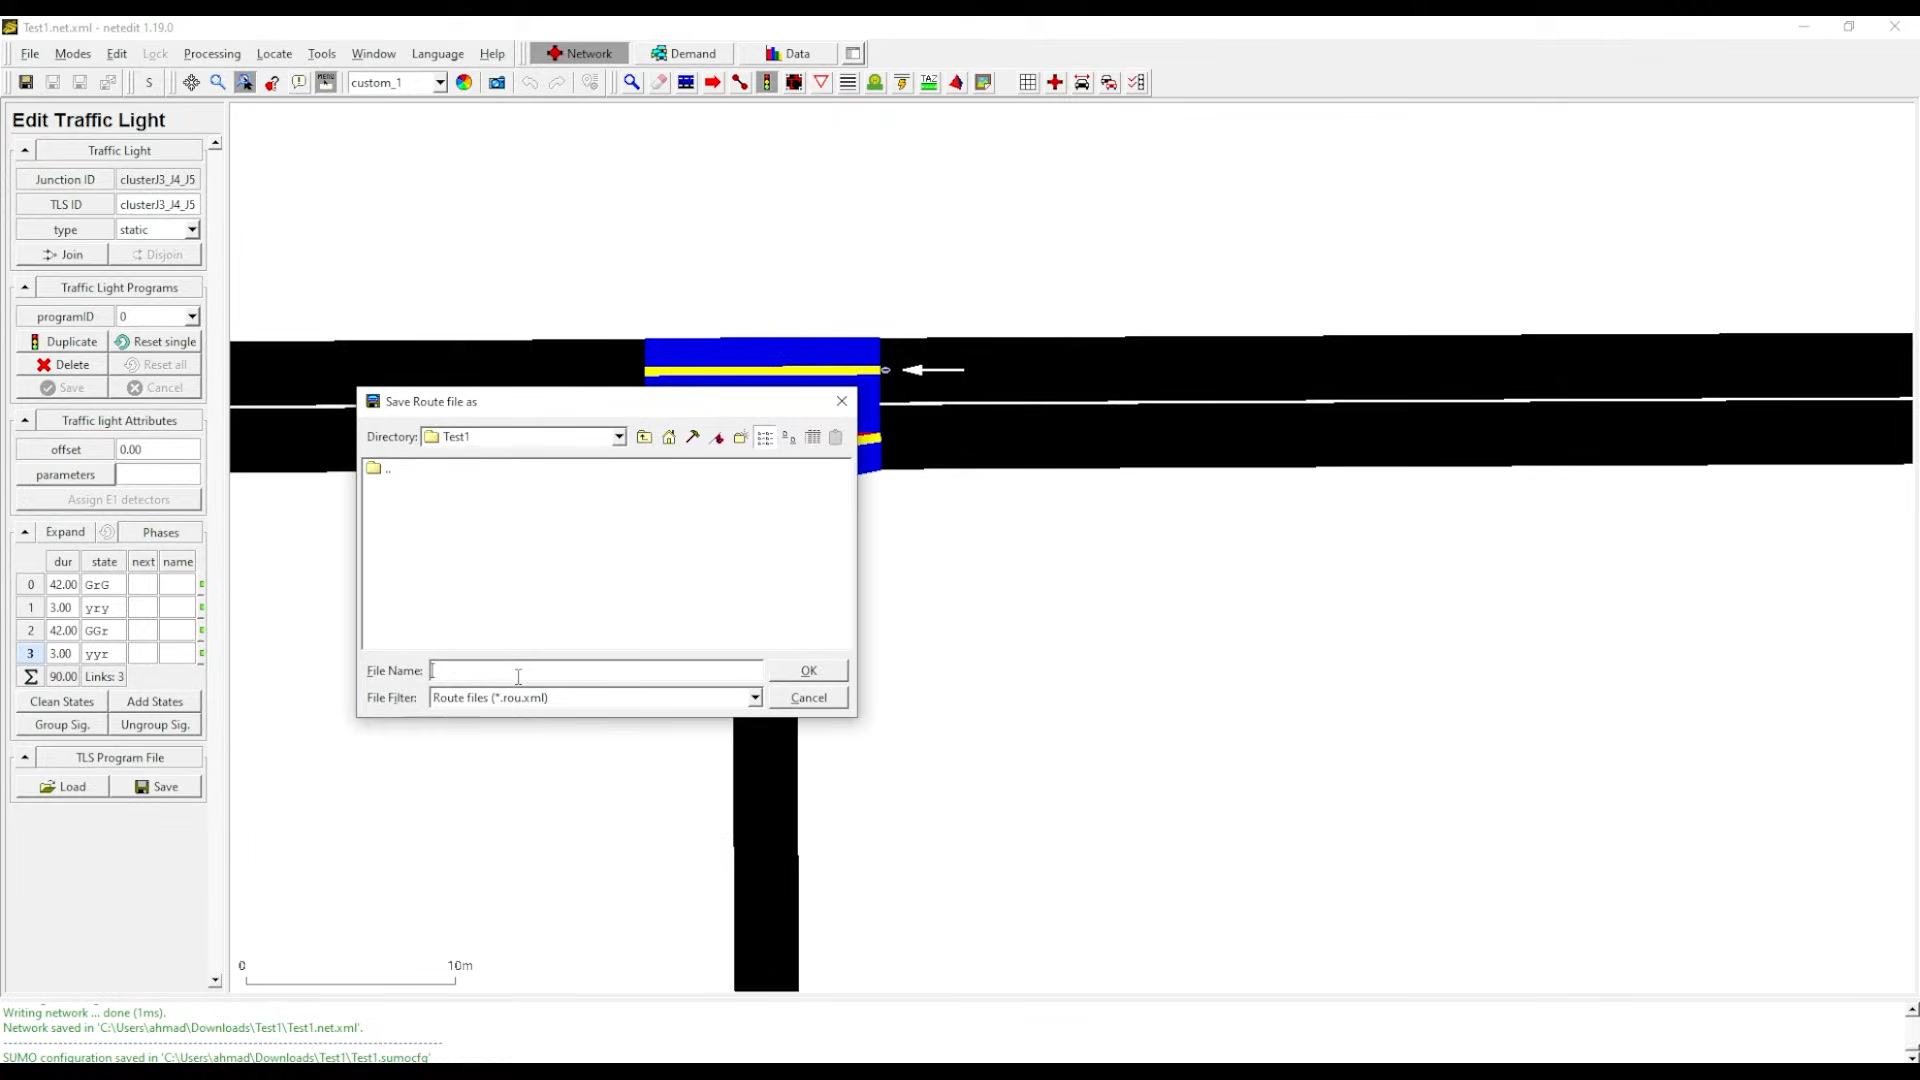 Test1.net.xml - netedit 1.19.0
File Modes Edit Lock Processing Locate Tools Window Language Help Network Demand Data
S MENU custom_1 TAZ
Edit Traffic Light
Traffic Light
Junction ID clusterJ3_J4_J5
TLS ID clusterJ3_J4_J5
type static
Join Disjoin
Traffic Light Programs
programID 0
Duplicate Reset single
Delete Reset all
Save Cancel
Traffic light Attributes
offset 0.00
parameters
Assign E1 detectors
Expand Phases
dur state next name
0 42.00 GrG
1 3.00 yry
2 42.00 GGr
3 3.00 yyr
Σ 90.00 Links: 3
Clean States Add States
Group Sig. Ungroup Sig.
TLS Program File
Load Save
Save Route file as
Directory: Test1
..
File Name: OK
File Filter: Route files (*.rou.xml) Cancel
0 10m
Writing network ... done (1ms).
Network saved in 'C:\Users\ahmad\Downloads\Test1\Test1.net.xml'.
SUMO configuration saved in 'C:\Users\ahmad\Downloads\Test1\Test1.sumocfg'